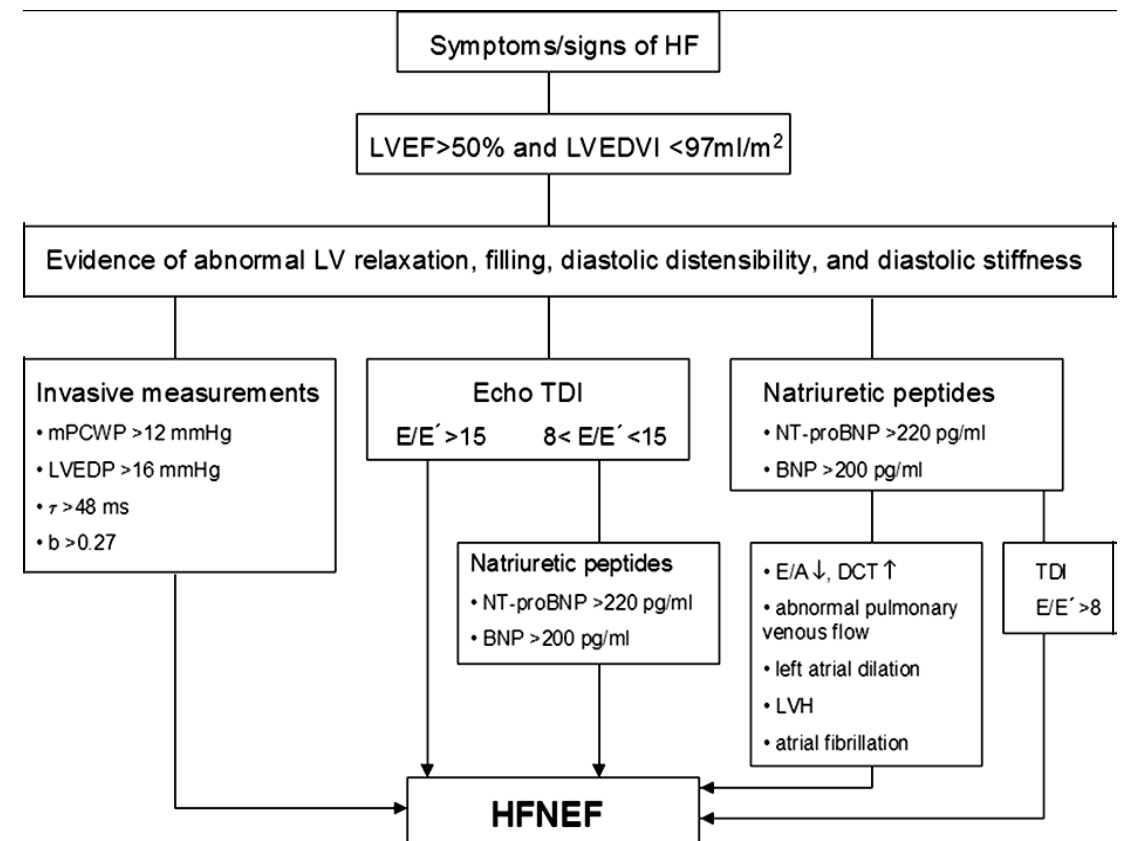 Symptoms/signs of HF
LVEF>50% and LVEDVI <97ml/m²
Evidence of abnormal LV relaxation, filling, diastolic distensibility, and diastolic stiffness
Invasive measurements
• mPCWP >12 mmHg
• LVEDP >16 mmHg
• τ >48 ms
• b >0.27
Echo TDI
E/E´>15 8< E/E´<15
Natriuretic peptides
• NT-proBNP >220 pg/ml
• BNP >200 pg/ml
Natriuretic peptides
• NT-proBNP >220 pg/ml
• BNP >200 pg/ml
• E/A↓, DCT↑
• abnormal pulmonary
venous flow
• left atrial dilation
• LVH
• atrial fibrillation
TDI
E/E´>8
HFNEF